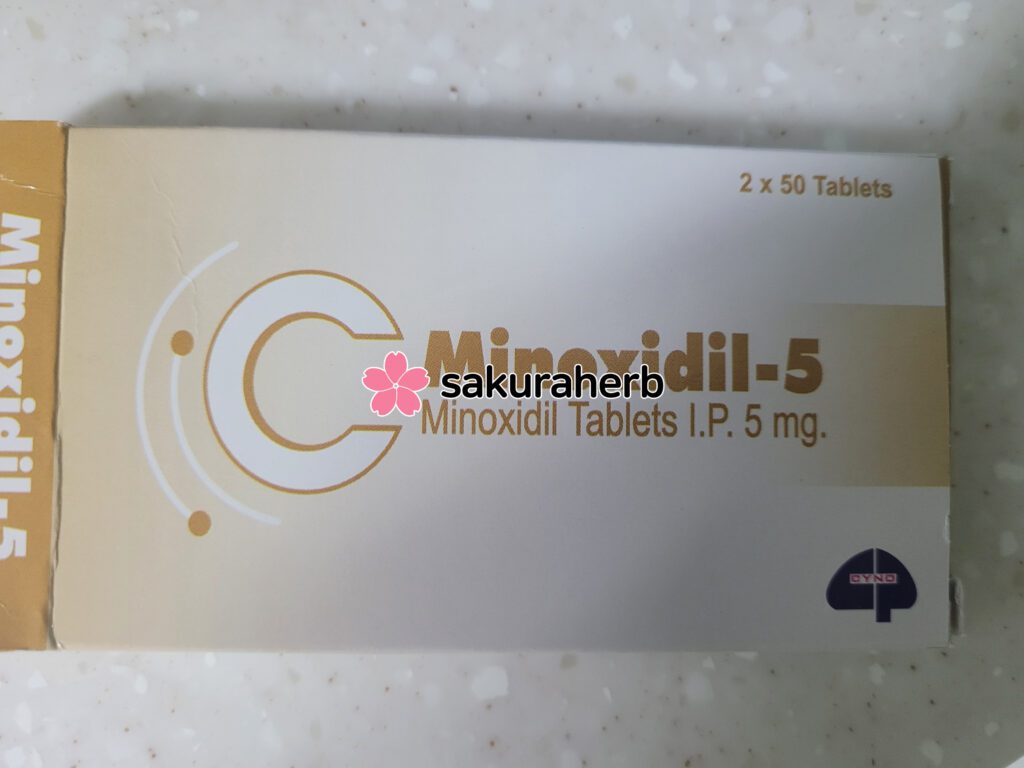 2 x 50 Tablets
Minoxidil-5
sakuraherb
Minoxidil Tablets I.P. 5 mg.
Minoxidil-5
CYNO